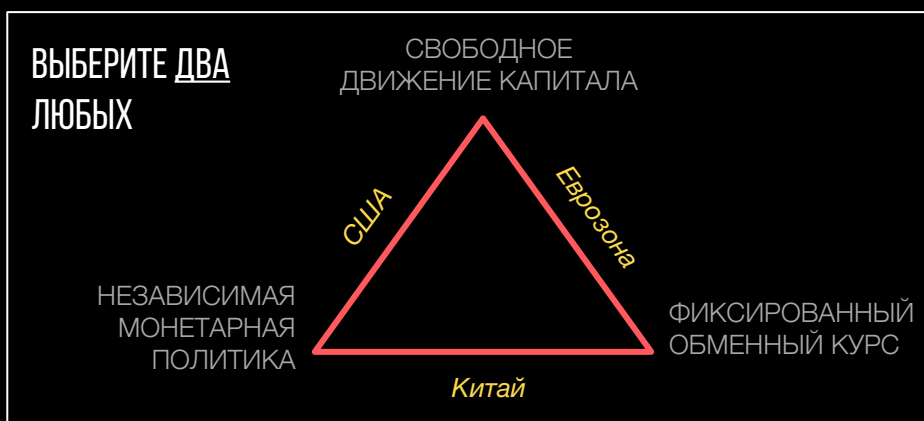 ВЫБЕРИТЕ ДВА
ЛЮБЫХ
СВОБОДНОЕ
ДВИЖЕНИЕ КАПИТАЛА
США
Еврозона
НЕЗАВИСИМАЯ
МОНЕТАРНАЯ
ПОЛИТИКА
ФИКСИРОВАННЫЙ
ОБМЕННЫЙ КУРС
Китай